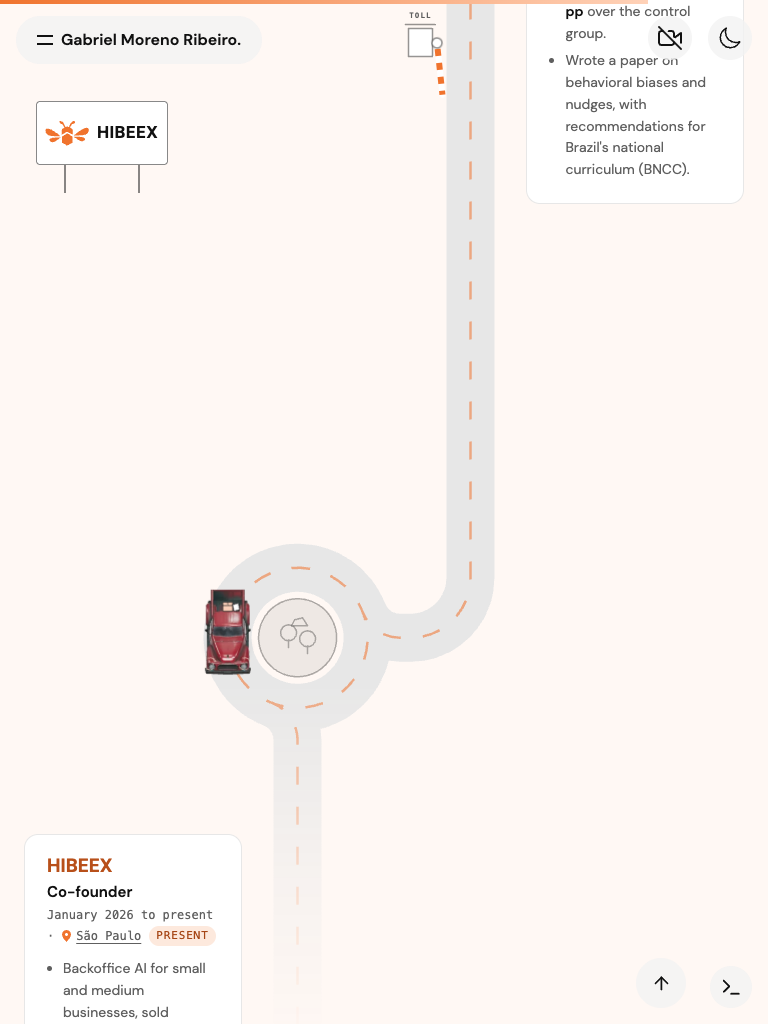 TOLL
pp over the control
group.
Gabriel Moreno Ribeiro.
Wrote a paper on
behavioral biases and
nudges, with
recommendations for
Brazil's national
curriculum (BNCC).
HIBEEX
HIBEEX
Co-founder
January 2026 to present
· São Paulo PRESENT
Backoffice AI for small
and medium
businesses, sold